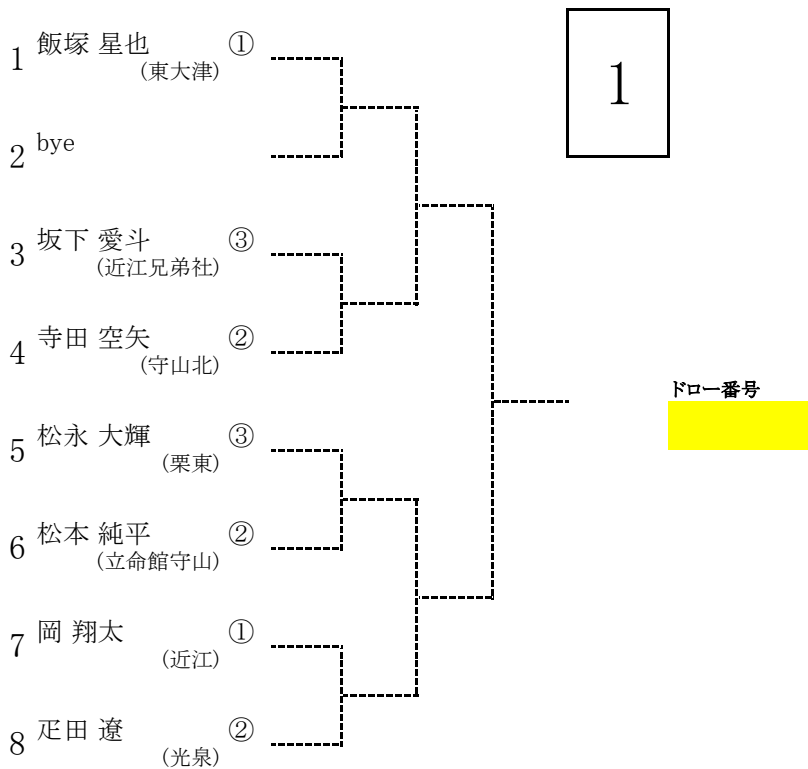 1
1 飯塚 星也 ①
(東大津)
2 bye
3 坂下 愛斗 ③
(近江兄弟社)
4 寺田 空矢 ②
(守山北)
ドロー番号
5 松永 大輝 ③
(栗東)
6 松本 純平 ②
(立命館守山)
7 岡 翔太 ①
(近江)
8 疋田 遼 ②
(光泉)